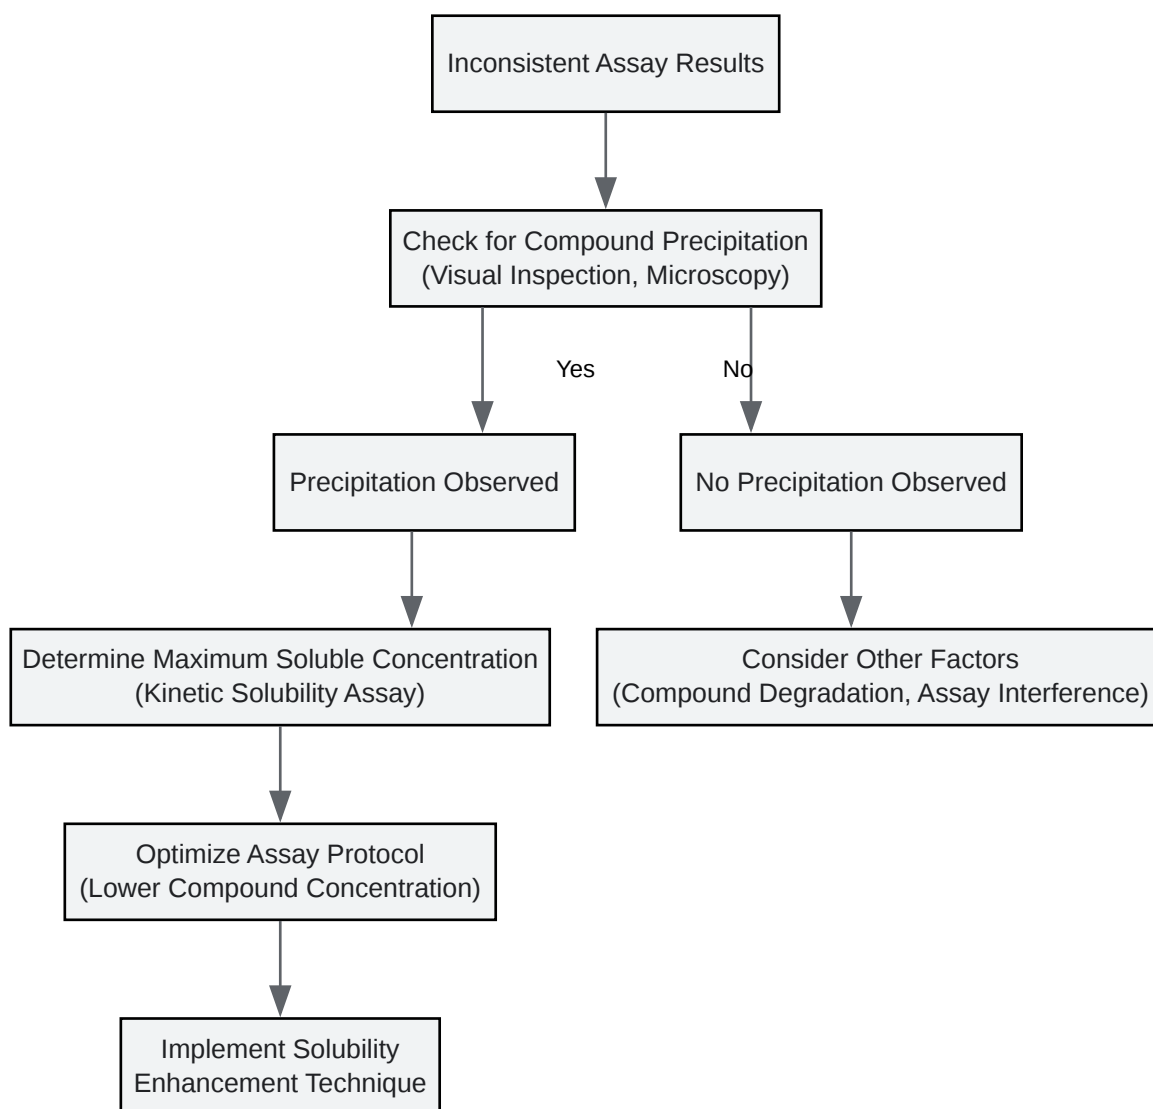 Inconsistent Assay Results
Check for Compound Precipitation
(Visual Inspection, Microscopy)
Yes
No
Precipitation Observed
No Precipitation Observed
Determine Maximum Soluble Concentration
(Kinetic Solubility Assay)
Consider Other Factors
(Compound Degradation, Assay Interference)
Optimize Assay Protocol
(Lower Compound Concentration)
Implement Solubility
Enhancement Technique